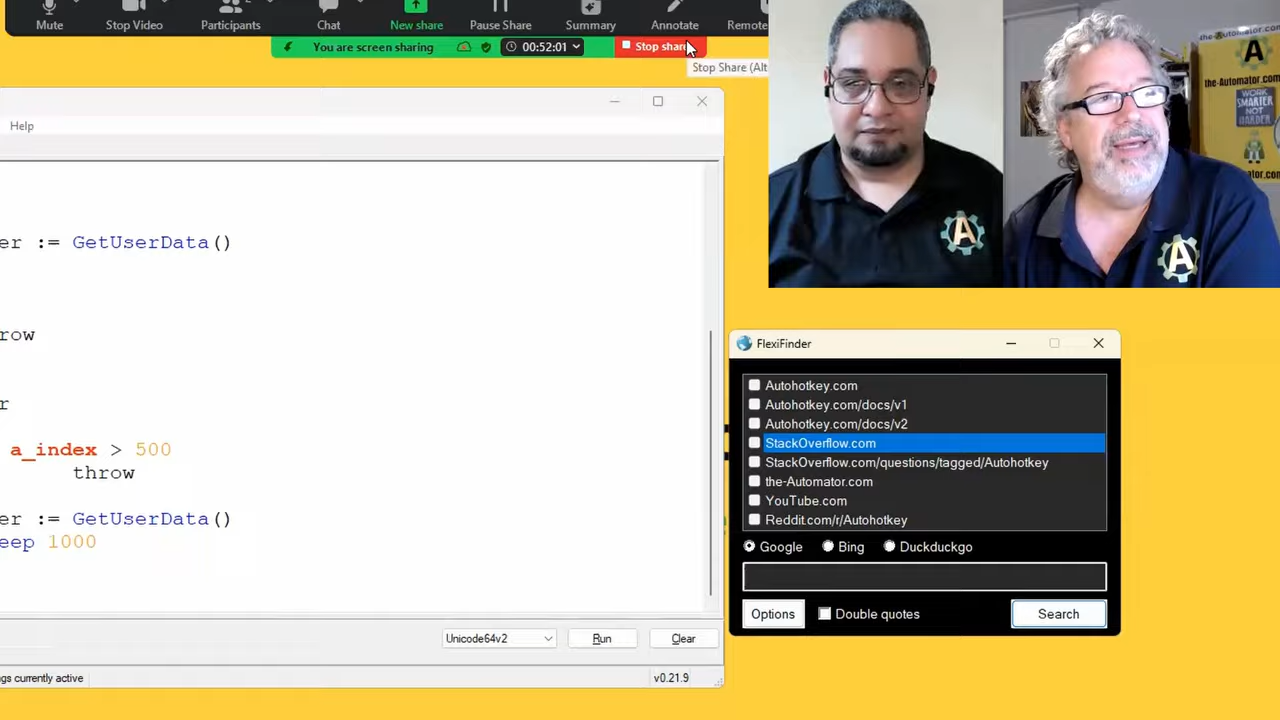 Mute
Stop Video
Participants
Chat
New share
Pause Share
Summary
Annotate
Remote
You are screen sharing
00:52:01
Stop share
Stop Share (Alt
the-Automator.com
WORK
SMARTER
NOT
HARDER
A
A
A
Help
er := GetUserData()
row
r
a_index > 500
throw
er := GetUserData()
eep 1000
Unicode64v2
Run
Clear
ngs currently active
v0.21.9
FlexiFinder
Autohotkey.com
Autohotkey.com/docs/v1
Autohotkey.com/docs/v2
StackOverflow.com
StackOverflow.com/questions/tagged/Autohotkey
the-Automator.com
YouTube.com
Reddit.com/r/Autohotkey
Google
Bing
Duckduckgo
Options
Double quotes
Search